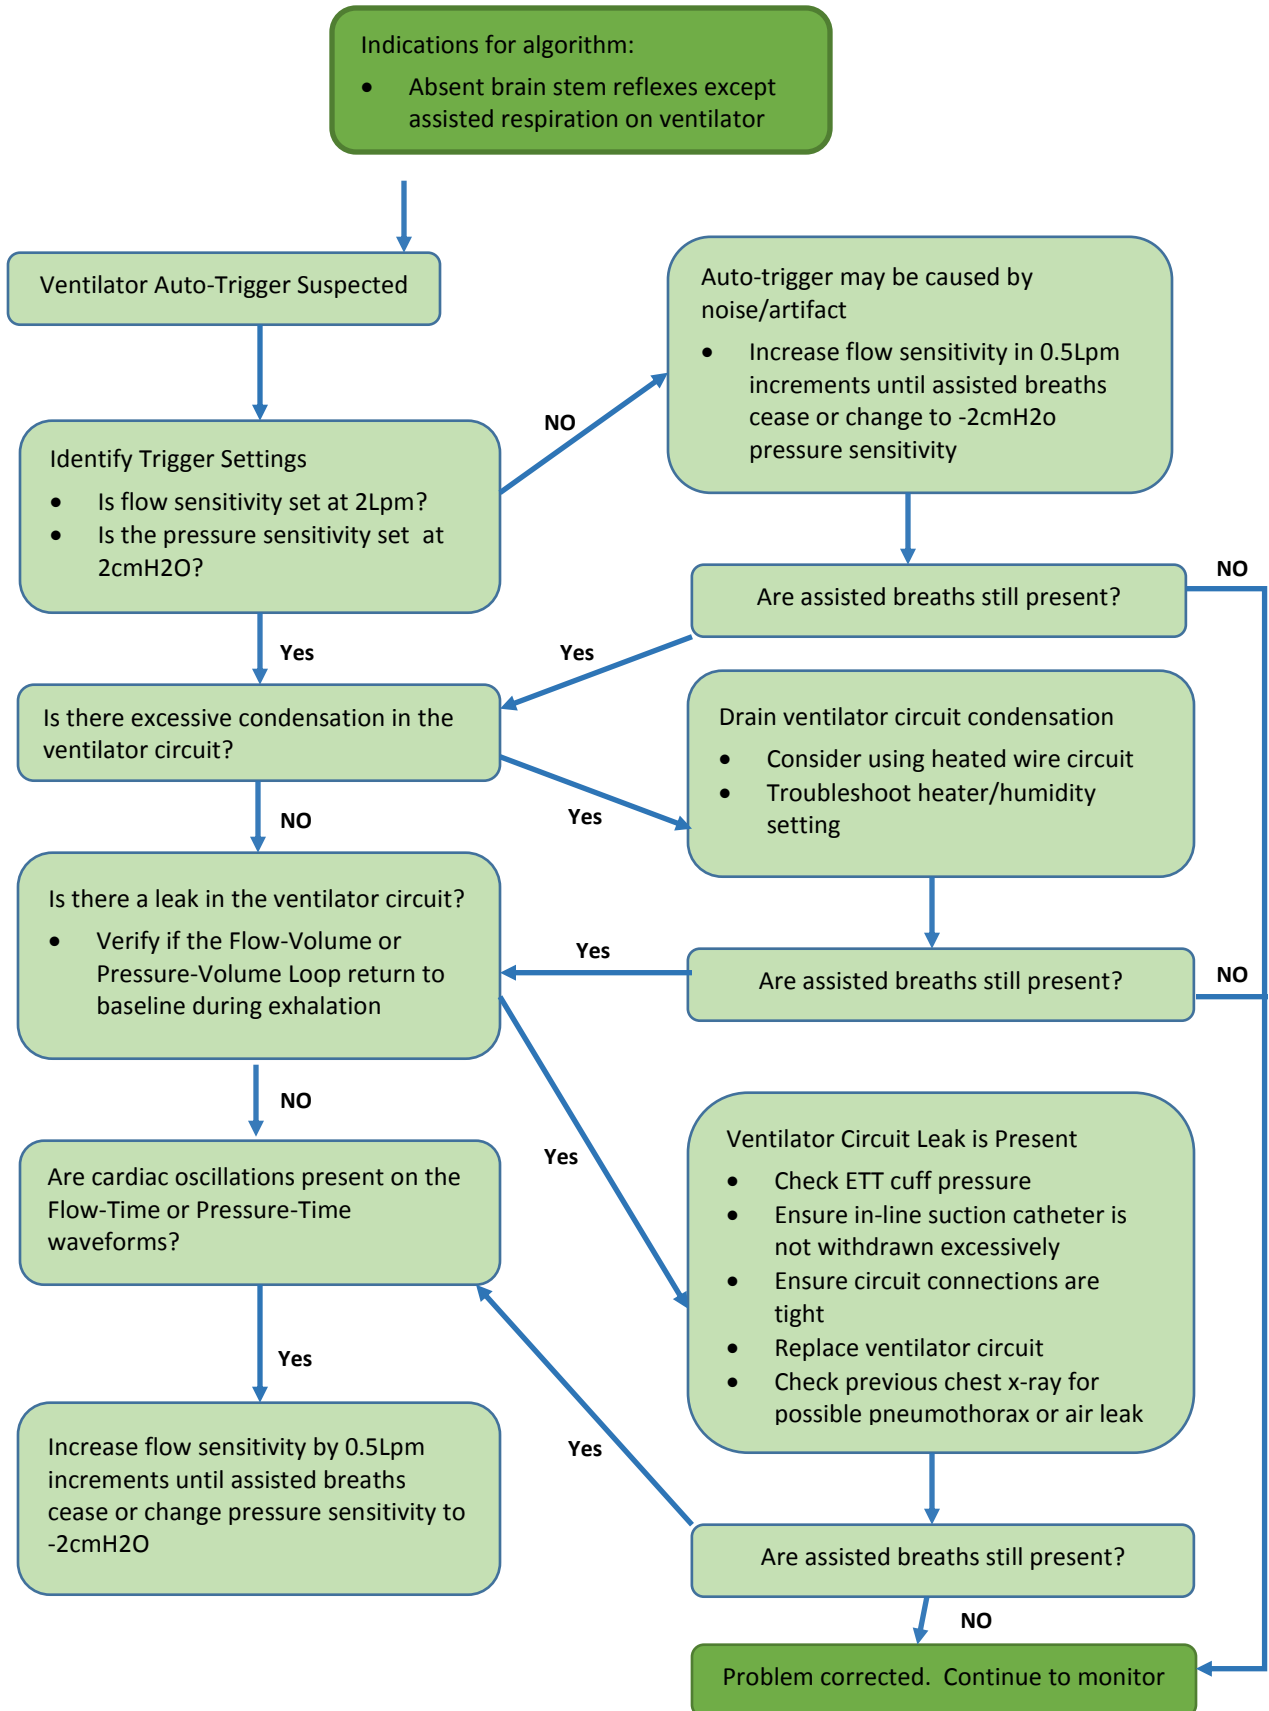 Indications for algorithm:
• Absent brain stem reflexes except
assisted respiration on ventilator
Ventilator Auto-Trigger Suspected
Auto-trigger may be caused by
noise/artifact
• Increase flow sensitivity in 0.5Lpm
increments until assisted breaths
cease or change to -2cmH2o
pressure sensitivity
NO
Identify Trigger Settings
• Is flow sensitivity set at 2Lpm?
• Is the pressure sensitivity set at
2cmH2O?
Are assisted breaths still present?
NO
Yes
Yes
Is there excessive condensation in the
ventilator circuit?
Drain ventilator circuit condensation
• Consider using heated wire circuit
• Troubleshoot heater/humidity
setting
Yes
NO
Is there a leak in the ventilator circuit?
• Verify if the Flow-Volume or
Pressure-Volume Loop return to
baseline during exhalation
Yes
Are assisted breaths still present?
NO
NO
Yes
Ventilator Circuit Leak is Present
• Check ETT cuff pressure
• Ensure in-line suction catheter is
not withdrawn excessively
• Ensure circuit connections are
tight
• Replace ventilator circuit
• Check previous chest x-ray for
possible pneumothorax or air leak
Are cardiac oscillations present on the
Flow-Time or Pressure-Time
waveforms?
Yes
Yes
Increase flow sensitivity by 0.5Lpm
increments until assisted breaths
cease or change pressure sensitivity to
-2cmH2O
Are assisted breaths still present?
NO
Problem corrected. Continue to monitor